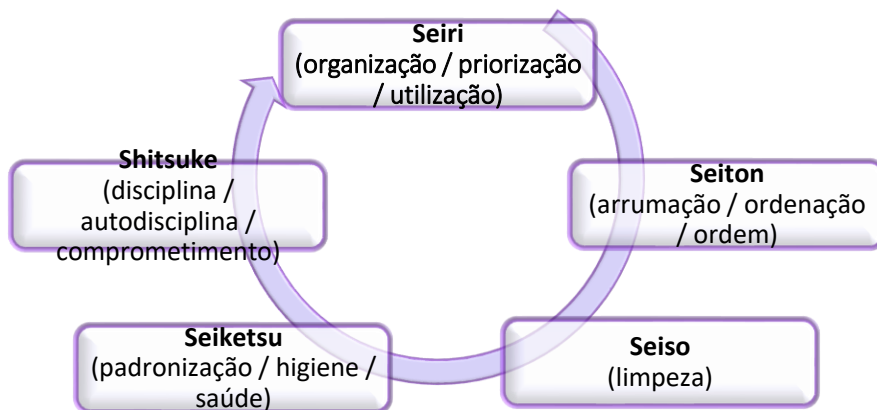 Seiri
(organização / priorização
/ utilização)
Seiton
(arrumação / ordenação
/ ordem)
Seiso
(limpeza)
Seiketsu
(padronização / higiene /
saúde)
Shitsuke
(disciplina /
autodisciplina /
comprometimento)